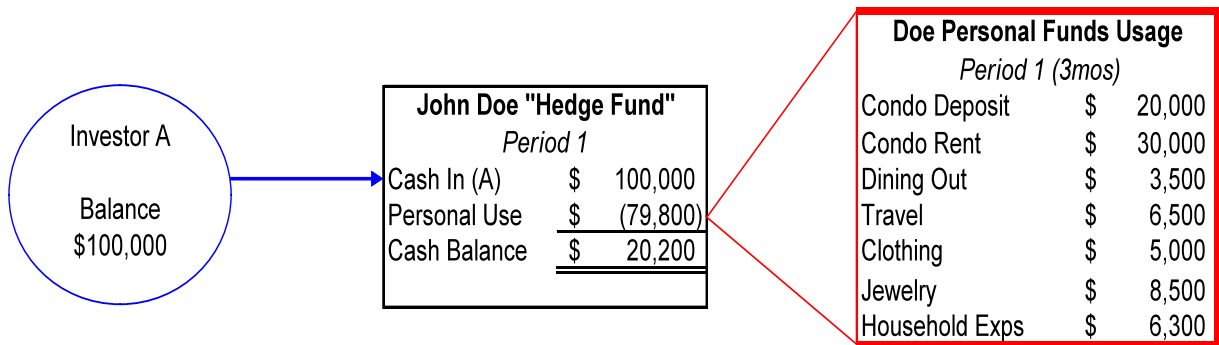 Investor A
Balance
$100,000
John Doe "Hedge Fund"
Period 1
Cash In (A) $ 100,000
Personal Use $ (79,800)
Cash Balance $ 20,200
Doe Personal Funds Usage
Period 1 (3mos)
Condo Deposit $ 20,000
Condo Rent $ 30,000
Dining Out $ 3,500
Travel $ 6,500
Clothing $ 5,000
Jewelry $ 8,500
Household Exps $ 6,300